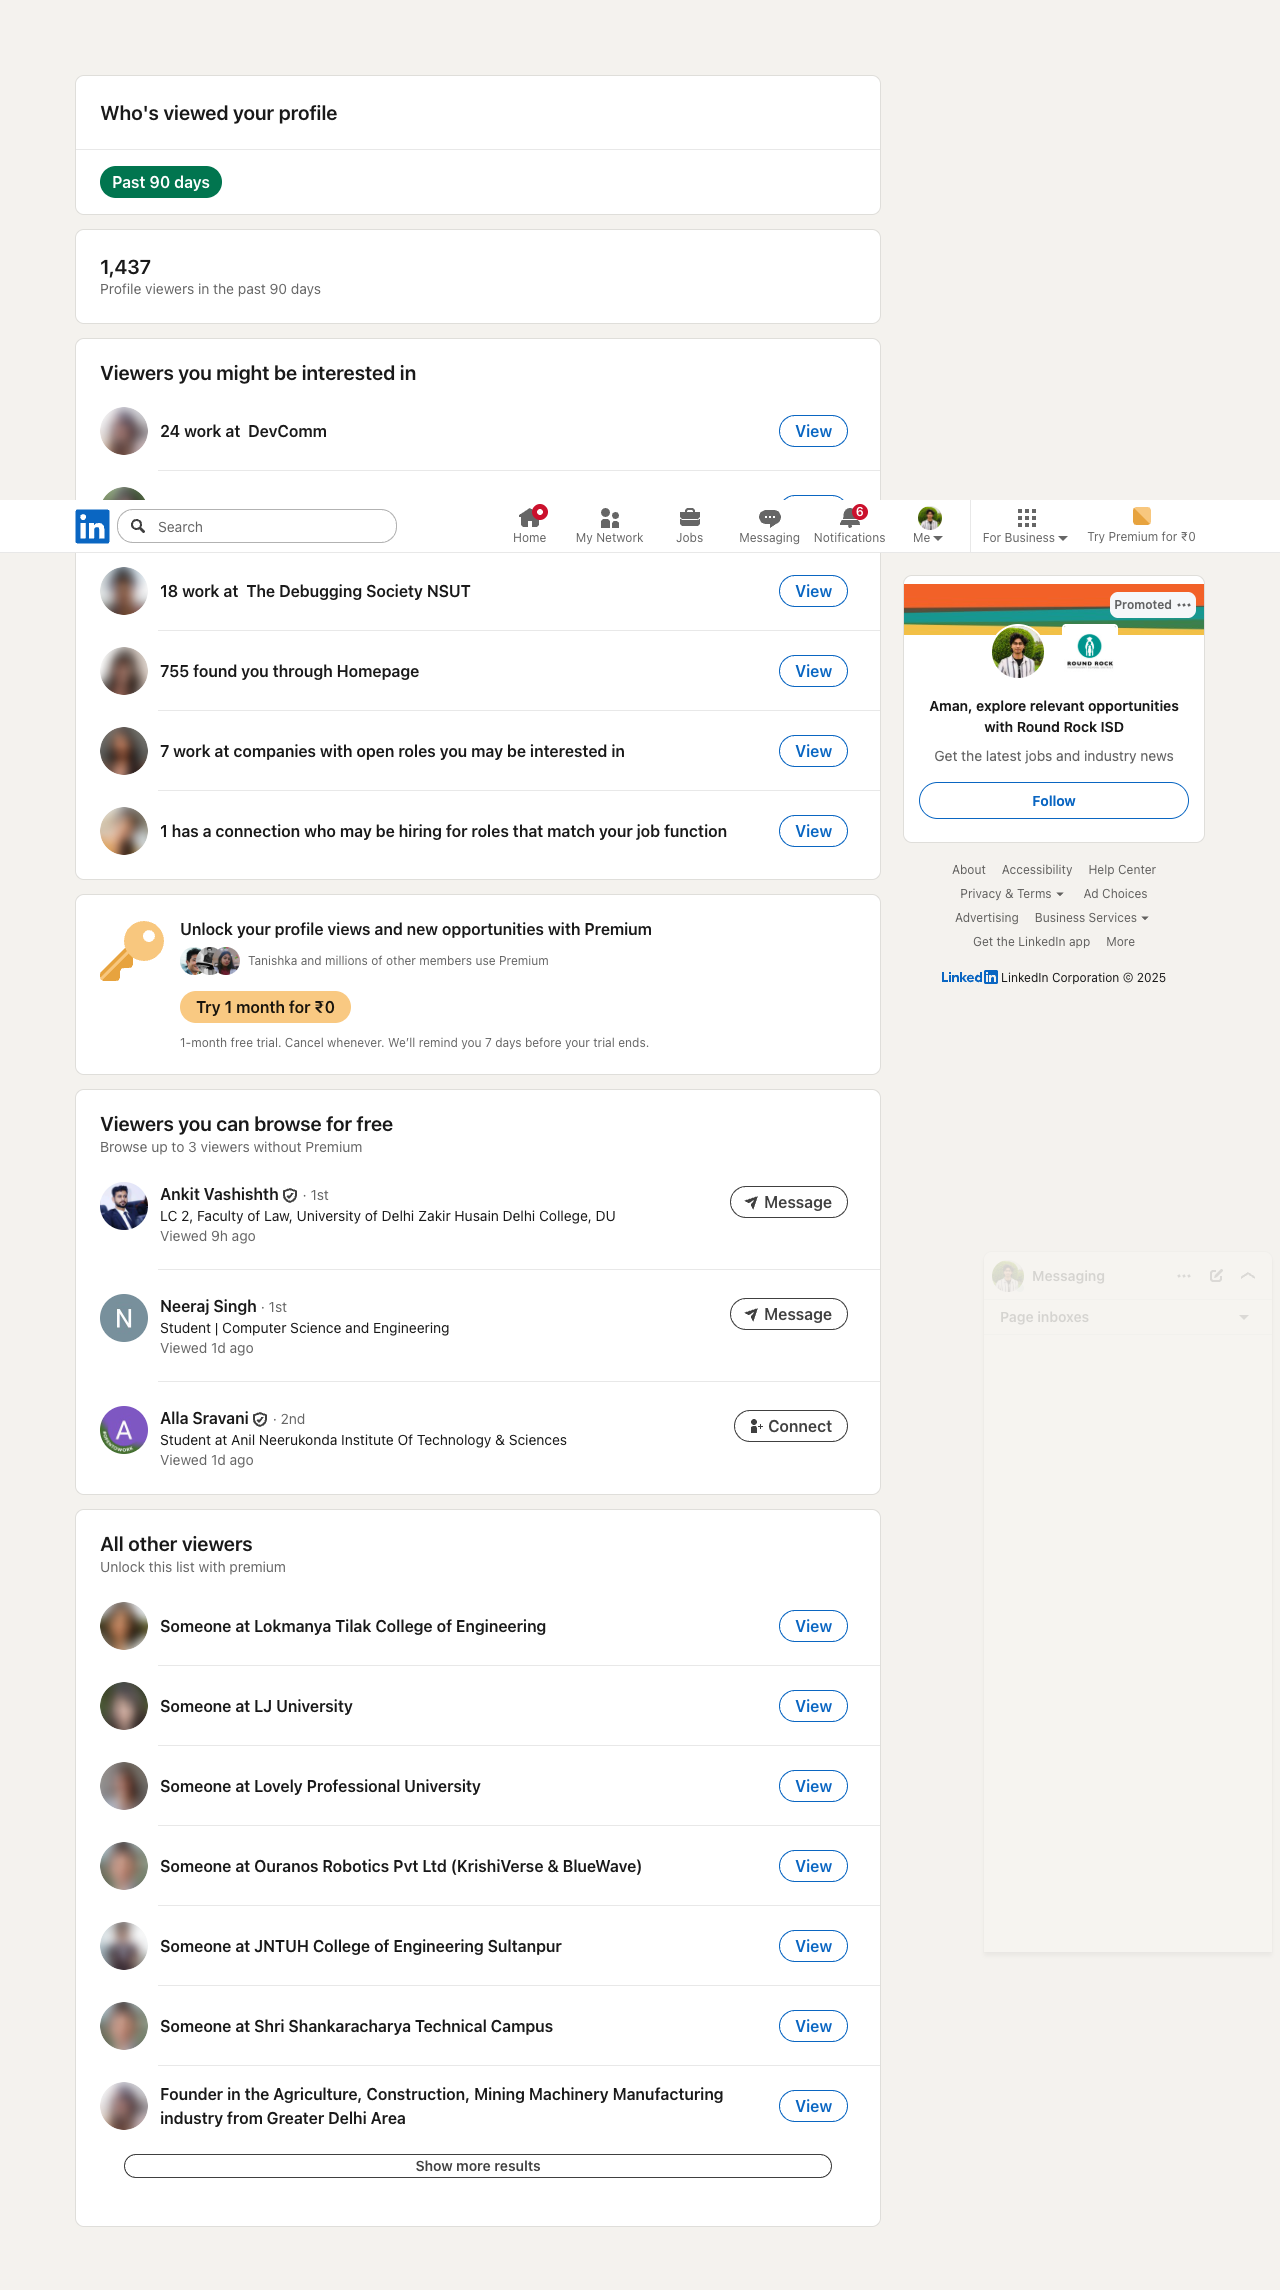 Who's viewed your profile
Past 90 days
1,437
Profile viewers in the past 90 days
Viewers you might be interested in
24 work at  DevComm
View
in
Search
Home
My Network
Jobs
Messaging
6
Notifications
Me
For Business
Try Premium for ₹0
18 work at  The Debugging Society NSUT
View
755 found you through Homepage
View
7 work at companies with open roles you may be interested in
View
1 has a connection who may be hiring for roles that match your job function
View
Promoted
ROUND ROCK
Aman, explore relevant opportunities
with Round Rock ISD
Get the latest jobs and industry news
Follow
About Accessibility Help Center
Privacy & Terms Ad Choices
Advertising Business Services
Get the LinkedIn app More
Linkedin LinkedIn Corporation © 2025
Unlock your profile views and new opportunities with Premium
Tanishka and millions of other members use Premium
Try 1 month for ₹0
1-month free trial. Cancel whenever. We'll remind you 7 days before your trial ends.
Viewers you can browse for free
Browse up to 3 viewers without Premium
Ankit Vashishth · 1st
LC 2, Faculty of Law, University of Delhi Zakir Husain Delhi College, DU
Viewed 9h ago
Message
N
Neeraj Singh · 1st
Student | Computer Science and Engineering
Viewed 1d ago
Message
A
#OPENTOWORK
Alla Sravani · 2nd
Student at Anil Neerukonda Institute Of Technology & Sciences
Viewed 1d ago
Connect
Messaging
Page inboxes
All other viewers
Unlock this list with premium
Someone at Lokmanya Tilak College of Engineering
View
Someone at LJ University
View
Someone at Lovely Professional University
View
Someone at Ouranos Robotics Pvt Ltd (KrishiVerse & BlueWave)
View
Someone at JNTUH College of Engineering Sultanpur
View
Someone at Shri Shankaracharya Technical Campus
View
Founder in the Agriculture, Construction, Mining Machinery Manufacturing
industry from Greater Delhi Area
View
Show more results